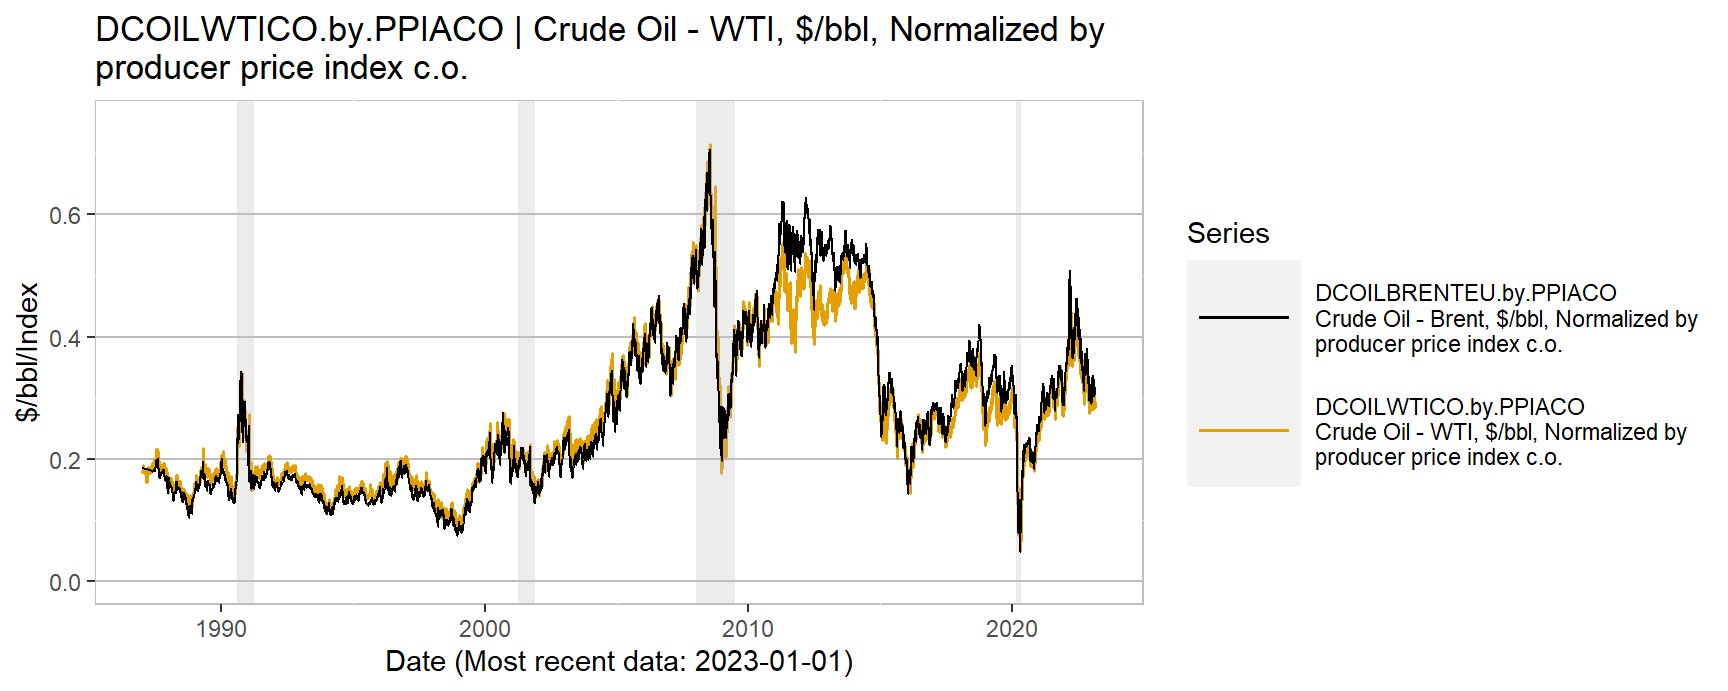 DCOILWTICO.by.PPIACO | Crude Oil - WTI, $/bbl, Normalized by
producer price index c.o.
$/bbl/Index
0.6
0.4
0.2
0.0
1990
2000
2010
2020
Date (Most recent data: 2023-01-01)
Series
DCOILBRENTEU.by.PPIACO
Crude Oil - Brent, $/bbl, Normalized by
producer price index c.o.
DCOILWTICO.by.PPIACO
Crude Oil - WTI, $/bbl, Normalized by
producer price index c.o.